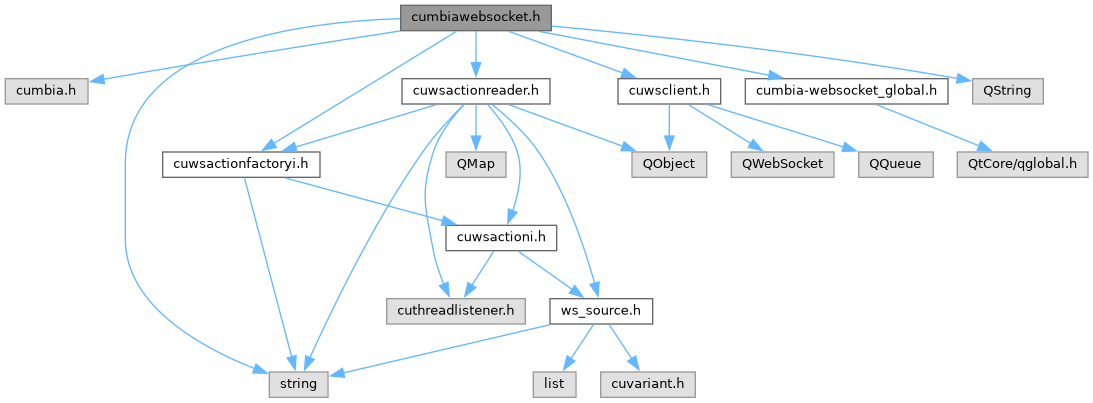 cumbiawebsocket.h
cumbia.h
cuwsactionreader.h
cuwsclient.h
cumbia-websocket_global.h
QString
cuwsactionfactoryi.h
QMap
QObject
QWebSocket
QQueue
QtCore/qglobal.h
cuwsactioni.h
cuthreadlistener.h
ws_source.h
string
list
cuvariant.h